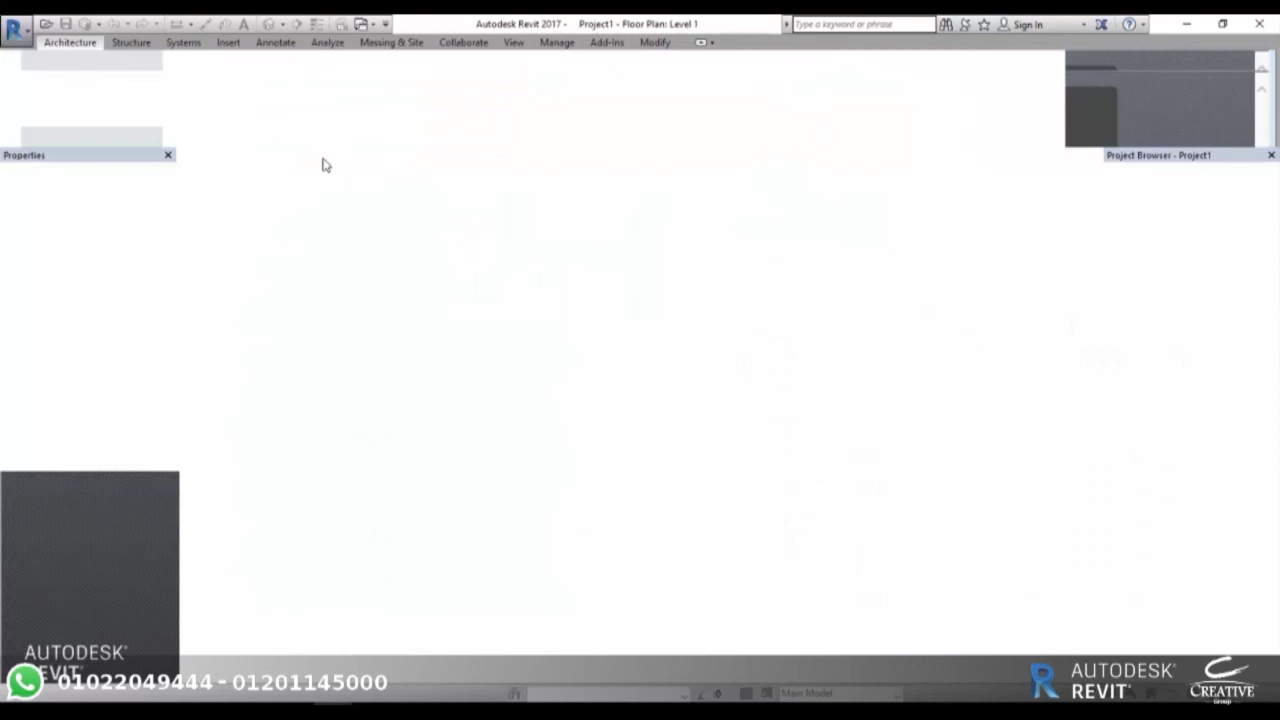 Autodesk Revit 2017 - Project1 - Floor Plan: Level 1
Type a keyword or phrase
Sign In
Architecture Structure Systems Insert Annotate Analyze Massing & Site Collaborate View Manage Add-Ins Modify
Properties
Project Browser - Project1
AUTODESK®
01022049444 - 01201145000
:0
Main Model
AUTODESK®
REVIT®
CREATIVE
Group